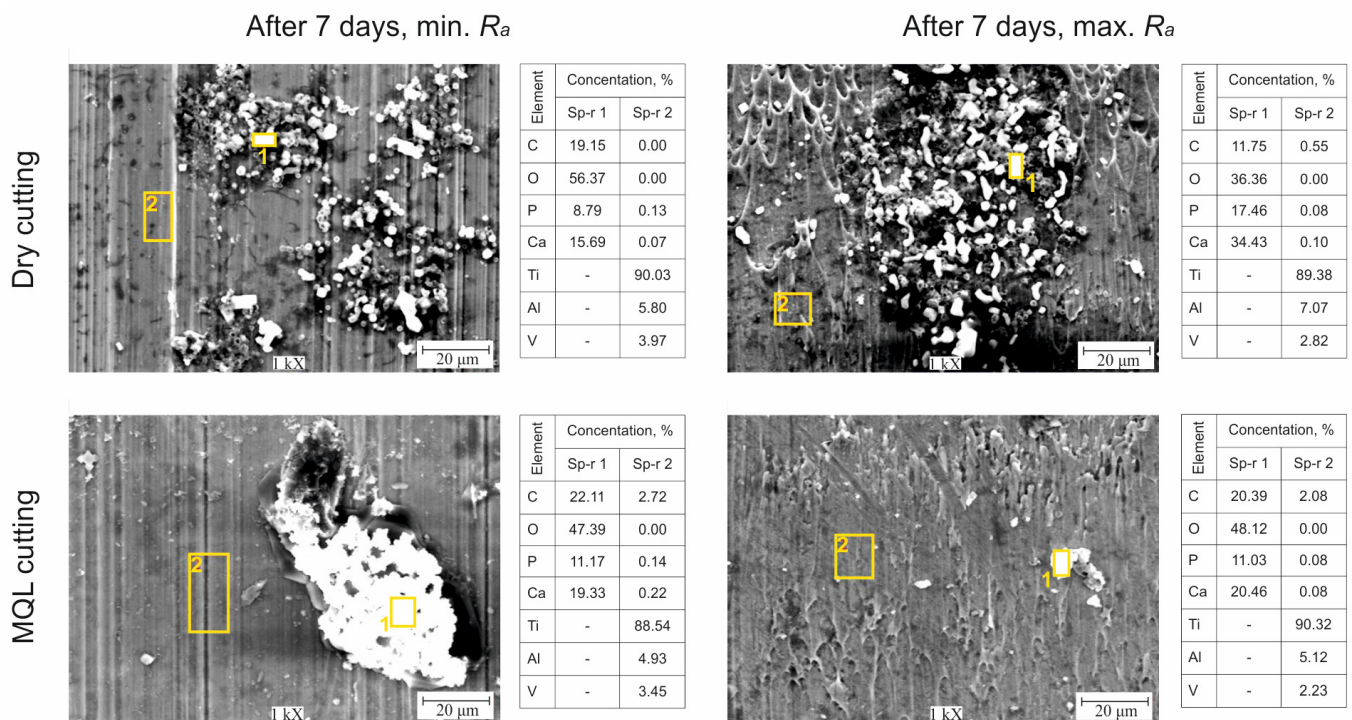 After 7 days, min. Ra
After 7 days, max. Ra
Dry cutting
1
2
1 kX
20 µm
Element
Concentation, %
Sp-r 1 Sp-r 2
C 19.15 0.00
O 56.37 0.00
P 8.79 0.13
Ca 15.69 0.07
Ti - 90.03
Al - 5.80
V - 3.97
1
2
1 kX
20 µm
Element
Concentation, %
Sp-r 1 Sp-r 2
C 11.75 0.55
O 36.36 0.00
P 17.46 0.08
Ca 34.43 0.10
Ti - 89.38
Al - 7.07
V - 2.82
MQL cutting
2
1
1 kX
20 µm
Element
Concentation, %
Sp-r 1 Sp-r 2
C 22.11 2.72
O 47.39 0.00
P 11.17 0.14
Ca 19.33 0.22
Ti - 88.54
Al - 4.93
V - 3.45
2
1
1 kX
20 µm
Element
Concentation, %
Sp-r 1 Sp-r 2
C 20.39 2.08
O 48.12 0.00
P 11.03 0.08
Ca 20.46 0.08
Ti - 90.32
Al - 5.12
V - 2.23